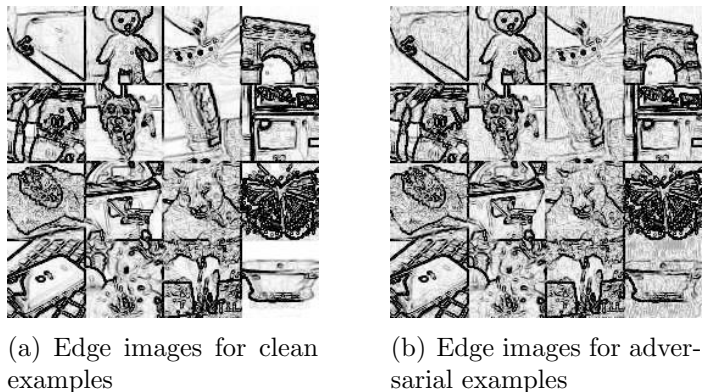 (a) Edge images for clean
examples
(b) Edge images for adver-
sarial examples